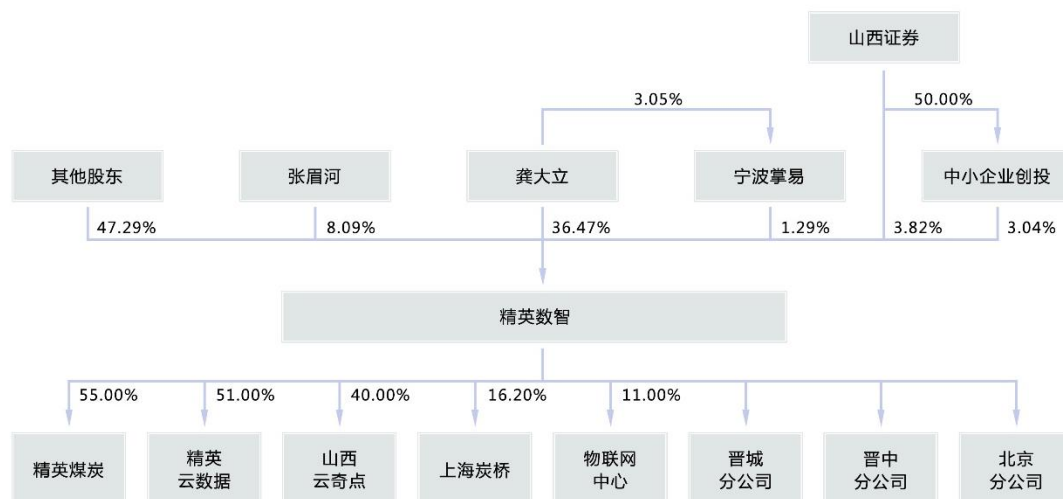 山西证券
3.05%
50.00%
其他股东
张眉河
龚大立
宁波掌易
中小企业创投
47.29%
8.09%
36.47%
1.29%
3.82%
3.04%
精英数智
55.00%
51.00%
40.00%
16.20%
11.00%
精英煤炭
精英
云数据
山西
云奇点
上海炭桥
物联网
中心
晋城
分公司
晋中
分公司
北京
分公司